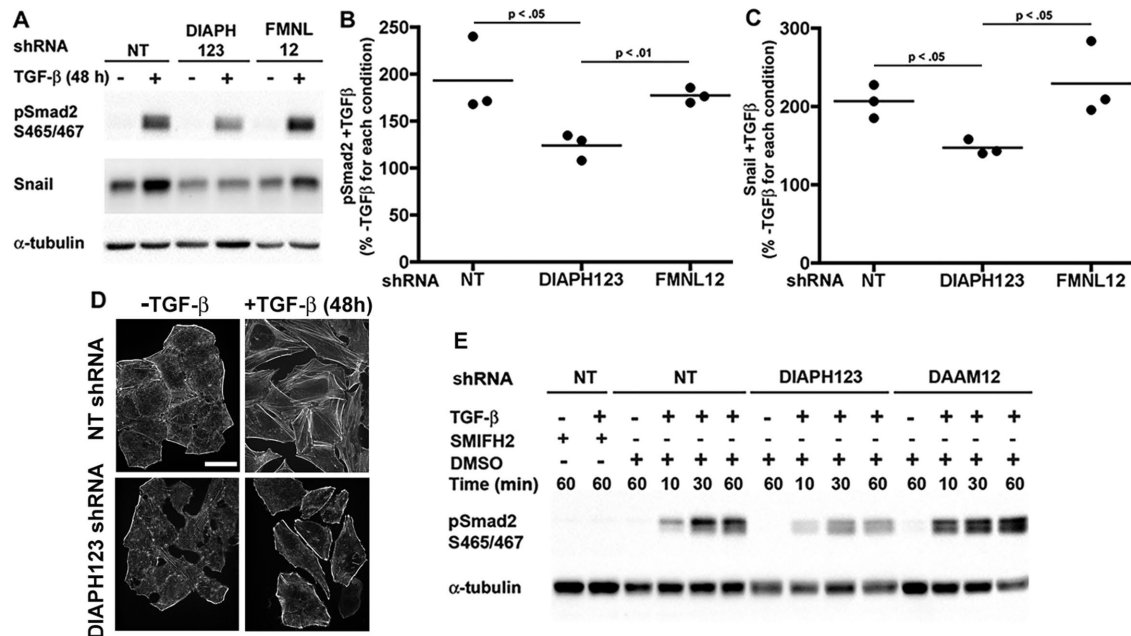 A
shRNA
NT
DIAPH
123
FMNL
12
TGF-β (48 h) - + - + - +
pSmad2
S465/467
Snail
α-tubulin
B
pSmad2 +TGFβ
(% -TGFβ for each condition)
250
200
150
100
50
0
p < .05
p < .01
shRNA NT DIAPH123 FMNL12
C
Snail +TGFβ
(% -TGFβ for each condition)
300
200
100
0
p < .05
p < .05
shRNA NT DIAPH123 FMNL12
D
-TGF-β +TGF-β (48h)
NT shRNA
DIAPH123 shRNA
E
shRNA NT NT DIAPH123 DAAM12
TGF-β - + - + + + - + + + - + + +
SMIFH2 + + - - - - - - - - - - - -
DMSO - - + + + + + + + + + + + +
Time (min) 60 60 60 10 30 60 60 10 30 60 60 10 30 60
pSmad2
S465/467
α-tubulin